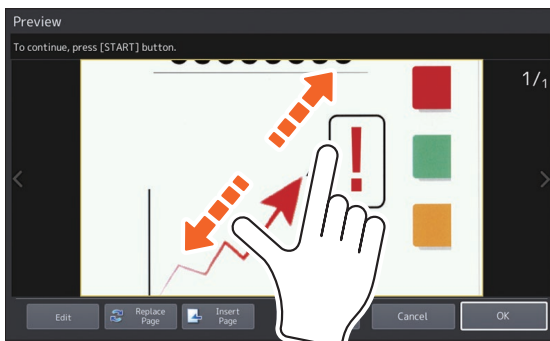 Preview
To continue, press [START] button.
1/1
!
Edit
Replace
Page
Insert
Page
Cancel
OK